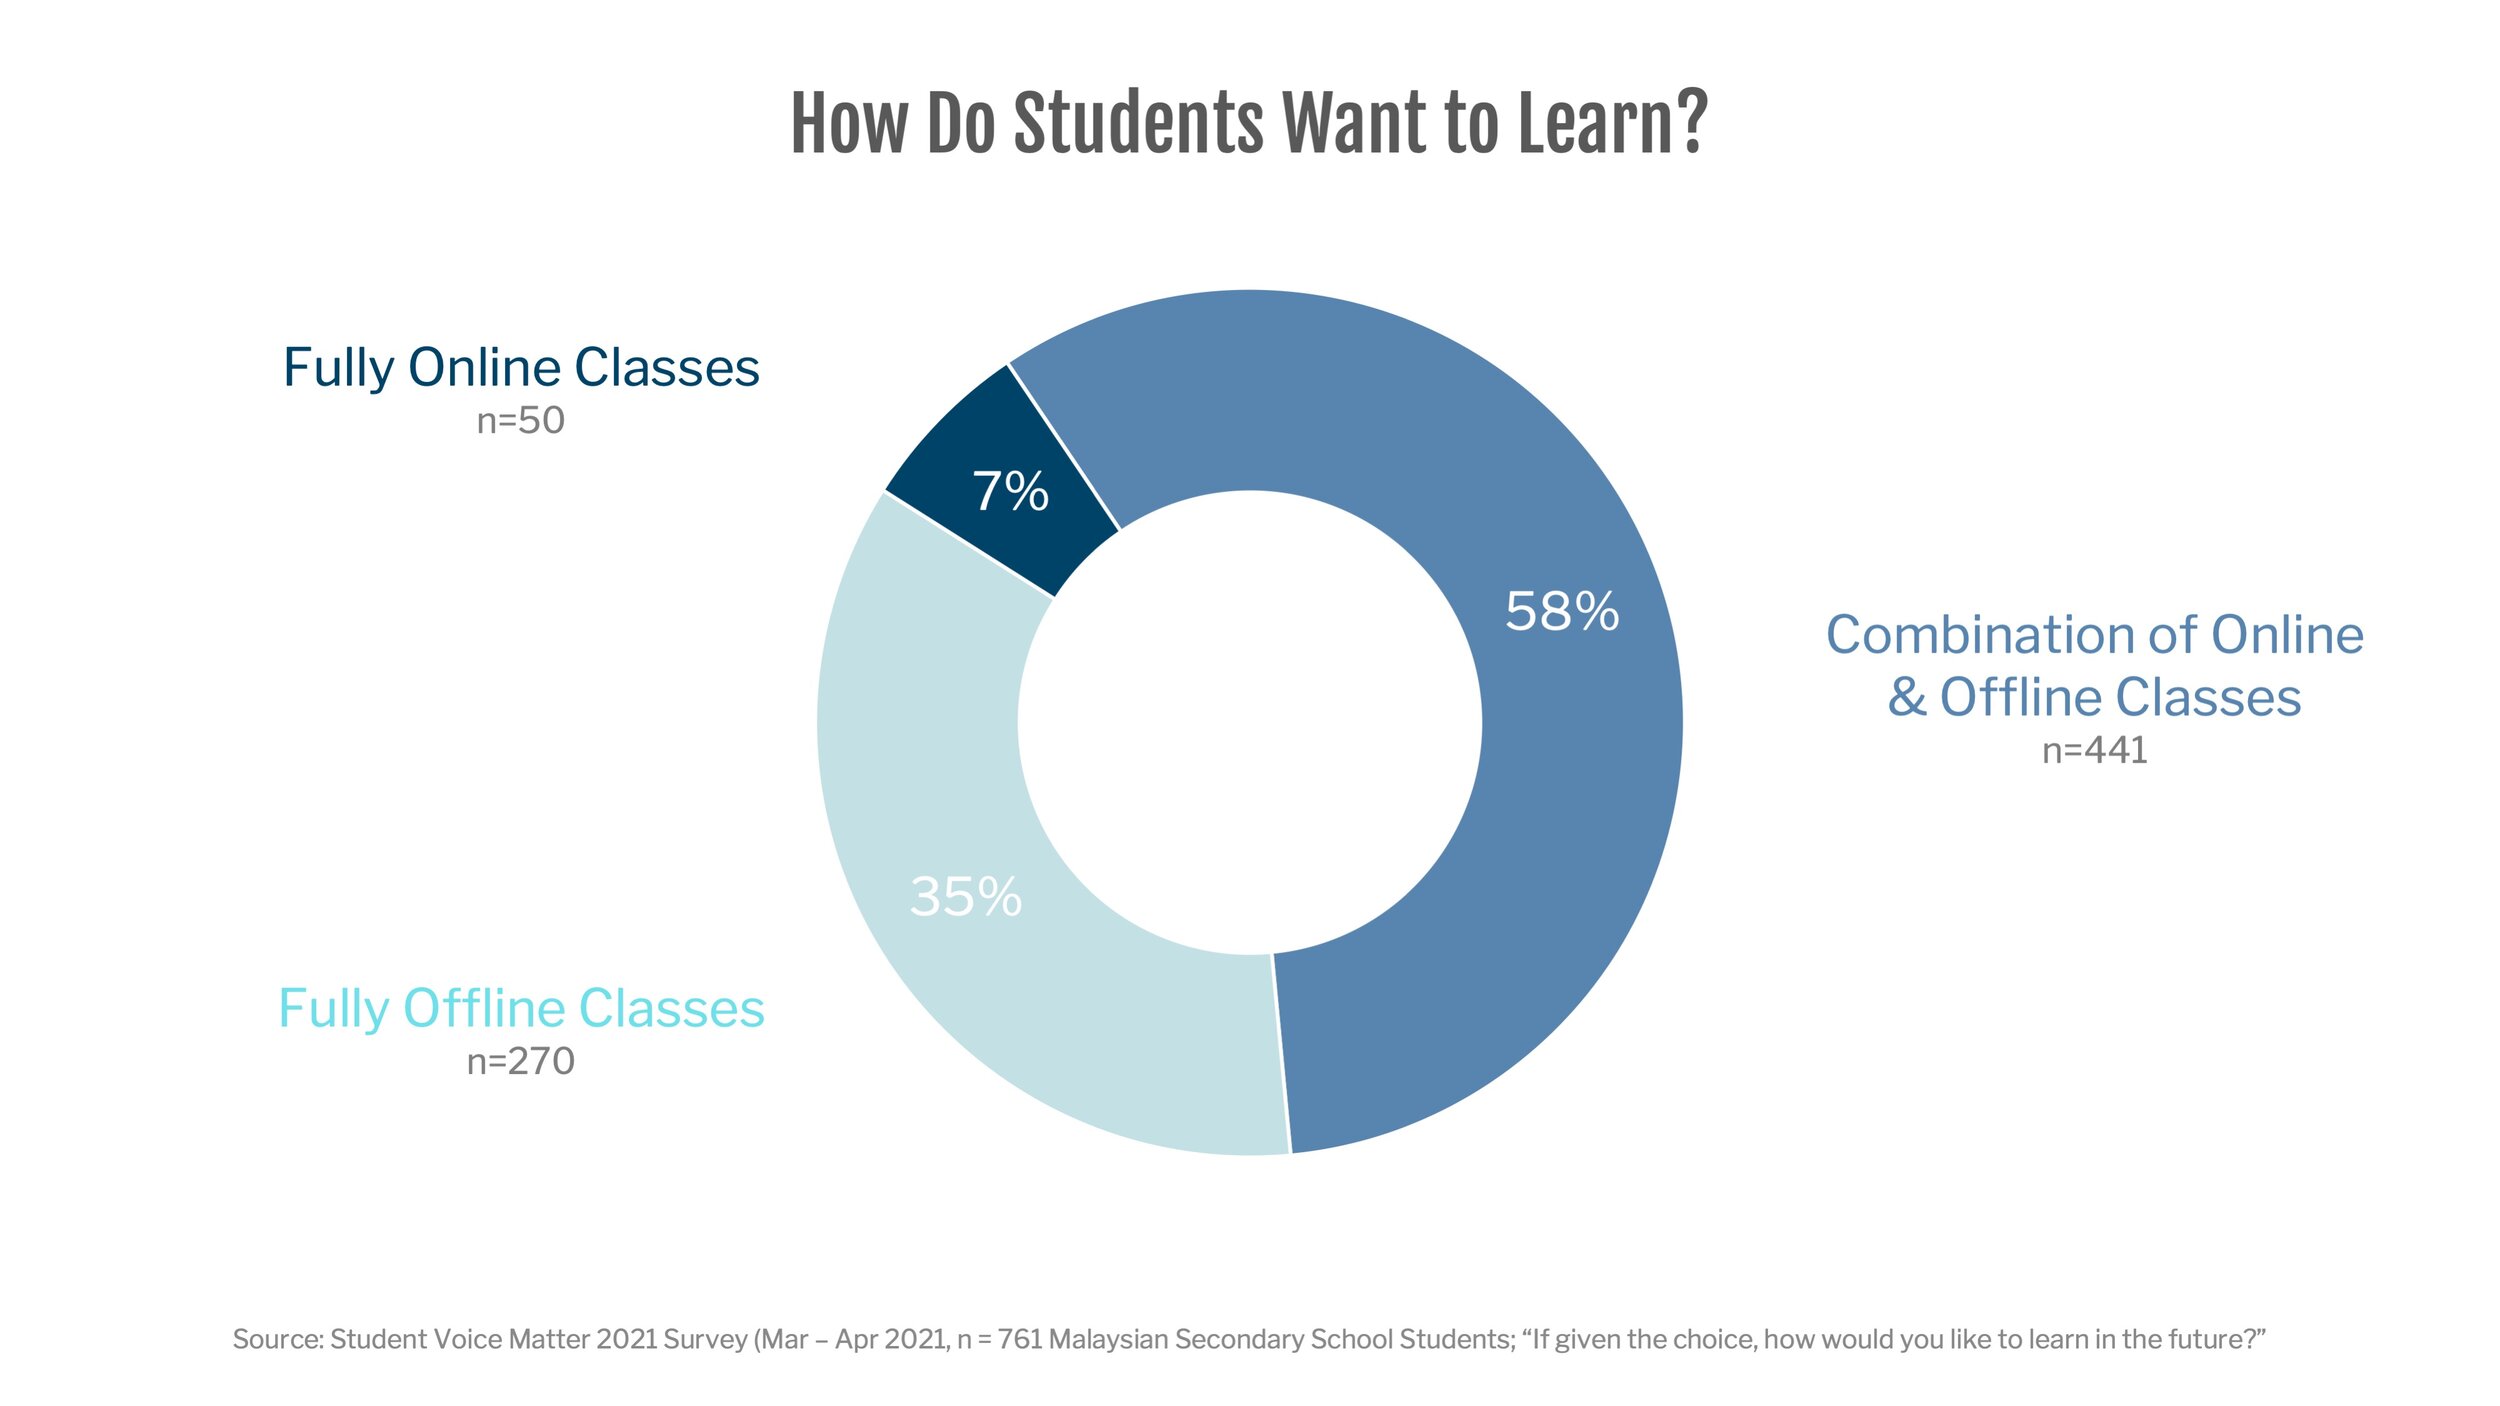 How Do Students Want to Learn?
Fully Online Classes
n=50
7%
58%
Combination of Online
& Offline Classes
n=441
35%
Fully Offline Classes
n=270
Source: Student Voice Matter 2021 Survey (Mar – Apr 2021, n = 761 Malaysian Secondary School Students; “If given the choice, how would you like to learn in the future?”